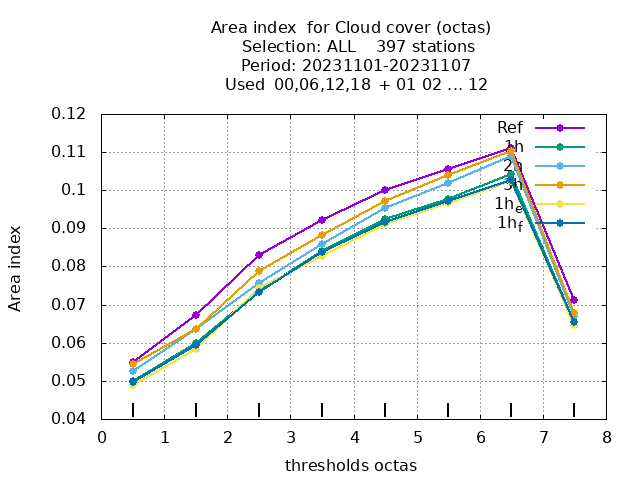 Area index  for Cloud cover (octas)
Selection: ALL    397 stations
Period: 20231101-20231107
Used  00,06,12,18 + 01 02 ... 12
Area index
0.12
0.11
0.1
0.09
0.08
0.07
0.06
0.05
0.04
Ref
1h
2h
3h
1he
1hf
0 1 2 3 4 5 6 7 8
thresholds octas